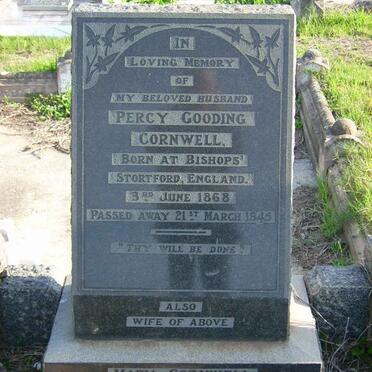 IN
LOVING MEMORY
OF
MY BELOVED HUSBAND
PERCY GOODING
CORNWELL,
BORN AT BISHOPS'
STORTFORD, ENGLAND.
3RD JUNE 1868
PASSED AWAY 21ST MARCH 1945
"THY WILL BE DONE"
ALSO
WIFE OF ABOVE
CORNWELL